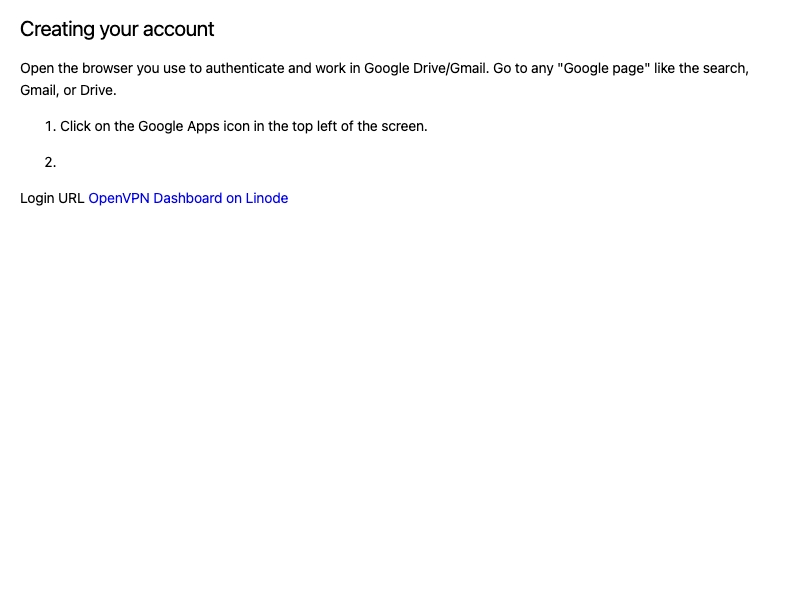 Creating your account
Open the browser you use to authenticate and work in Google Drive/Gmail. Go to any "Google page" like the search,
Gmail, or Drive.
1. Click on the Google Apps icon in the top left of the screen.
2.
Login URL OpenVPN Dashboard on Linode